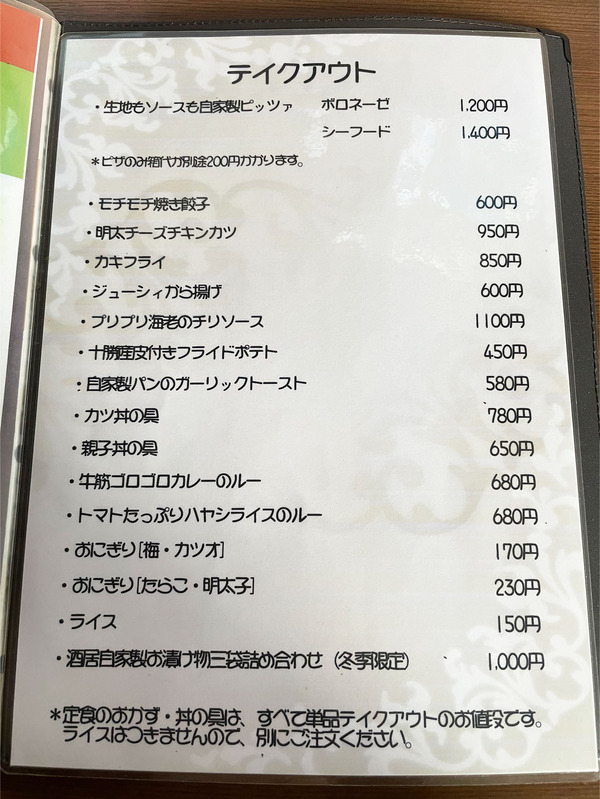 テイクアウト
・生地もソースも自家製ピッツァ ボロネーゼ 1,200円
シーフード 1,400円
*ピザのみ箱代が別途200円かかります。
・モチモチ焼き餃子 600円
・明太チーズチキンカツ 950円
・カキフライ 850円
・ジューシィから揚げ 600円
・プリプリ海老のチリソース 1100円
・十勝産皮付きフライドポテト 450円
・自家製パンのガーリックトースト 580円
・カツ丼の具 780円
・親子丼の具 650円
・牛筋ゴロゴロカレーのルー 680円
・トマトたっぷりハヤシライスのルー 680円
・おにぎり[梅・カツオ] 170円
・おにぎり[たらこ・明太子] 230円
・ライス 150円
・酒居自家製お漬け物三袋詰め合わせ（冬季限定） 1,000円
*定食のおかず・丼の具は、すべて単品テイクアウトのお値段です。
ライスはつきませんので、別にご注文ください。